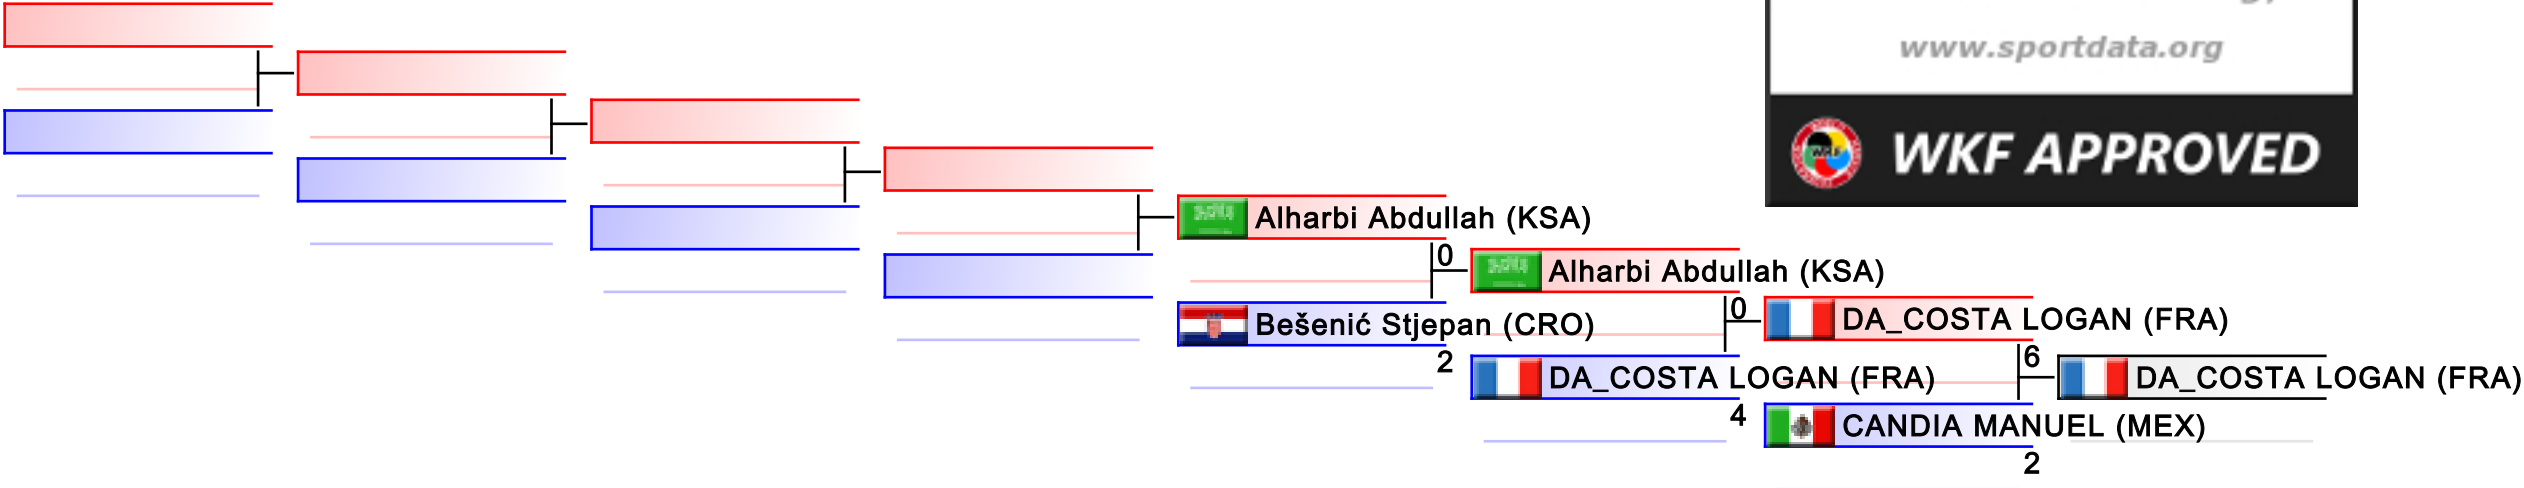 www.sportdata.org
WKF APPROVED
Alharbi Abdullah (KSA)
0
Alharbi Abdullah (KSA)
Bešenić Stjepan (CRO)
2
0
DA_COSTA LOGAN (FRA)
DA_COSTA LOGAN (FRA)
4
6
DA_COSTA LOGAN (FRA)
CANDIA MANUEL (MEX)
2